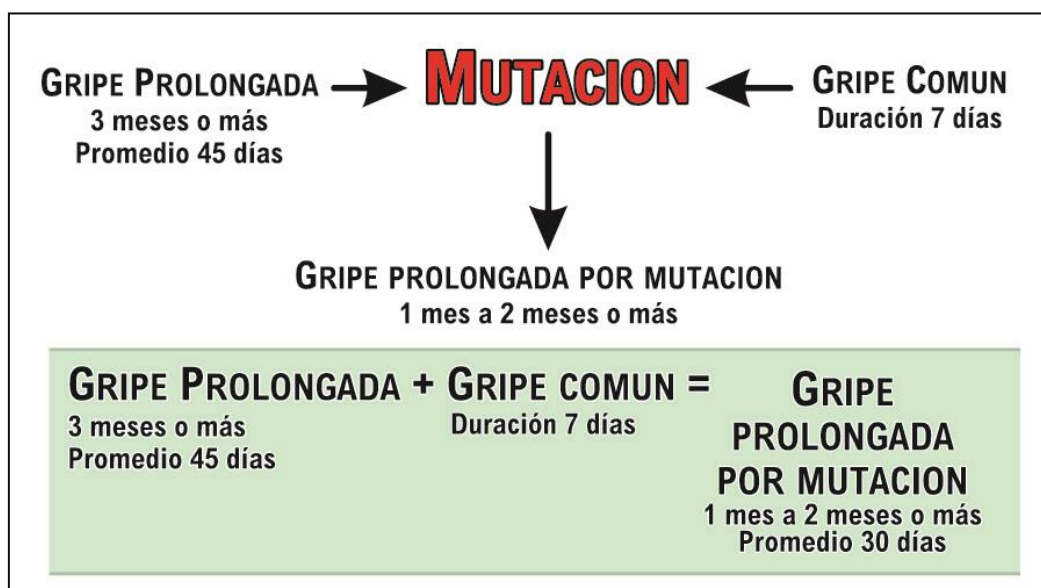 MUTACION
GRIPE PROLONGADA
3 meses o más
Promedio 45 días
GRIPE COMUN
Duración 7 días
GRIPE PROLONGADA POR MUTACION
1 mes a 2 meses o más
GRIPE PROLONGADA + GRIPE COMUN =
3 meses o más
Promedio 45 días
Duración 7 días
GRIPE
PROLONGADA
POR MUTACION
1 mes a 2 meses o más
Promedio 30 días